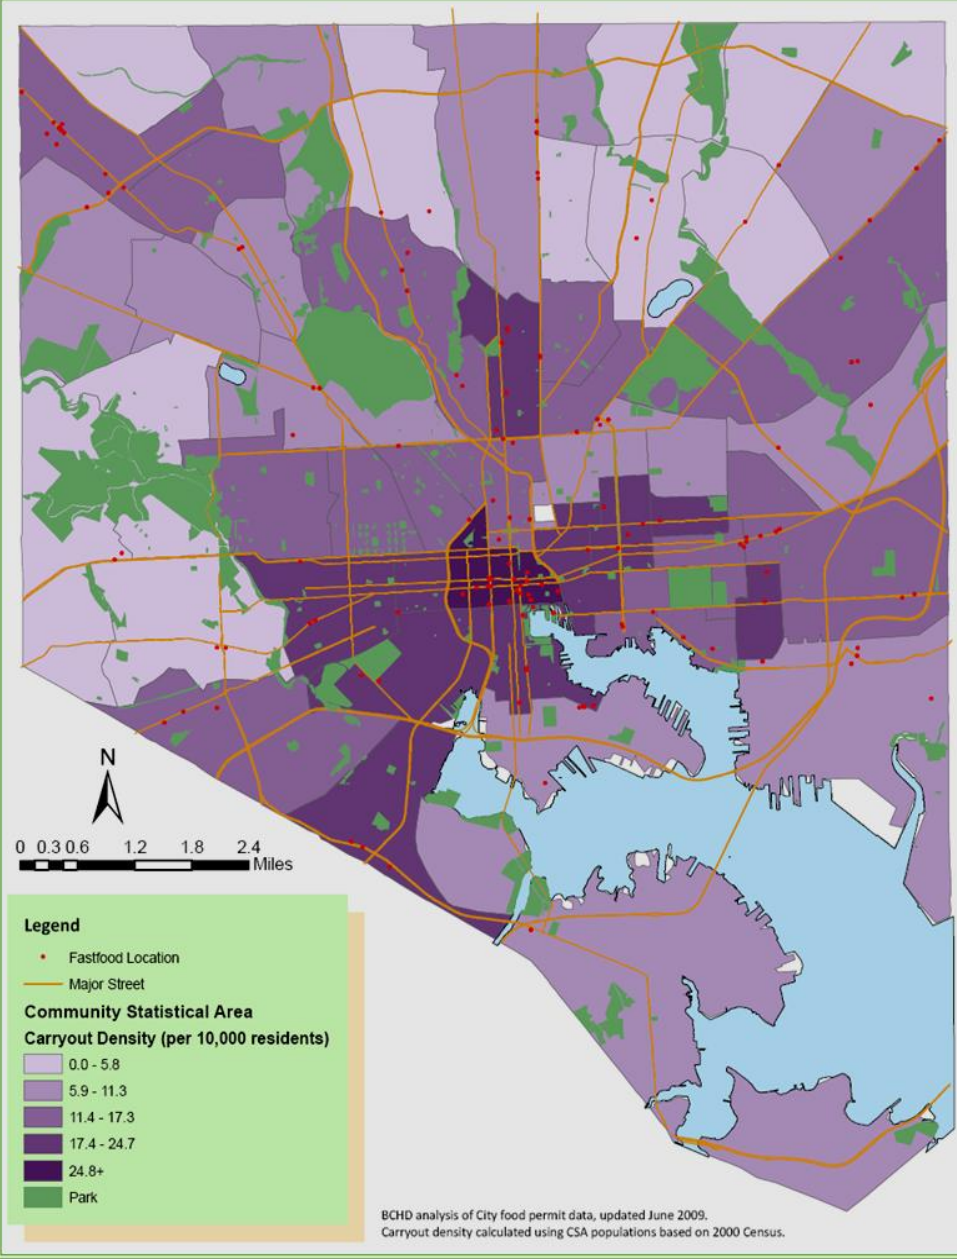 N
0 0.3 0.6 1.2 1.8 2.4
Miles
Legend
Fastfood Location
Major Street
Community Statistical Area
Carryout Density (per 10,000 residents)
0.0 - 5.8
5.9 - 11.3
11.4 - 17.3
17.4 - 24.7
24.8+
Park
BCHD analysis of City food permit data, updated June 2009.
Carryout density calculated using CSA populations based on 2000 Census.